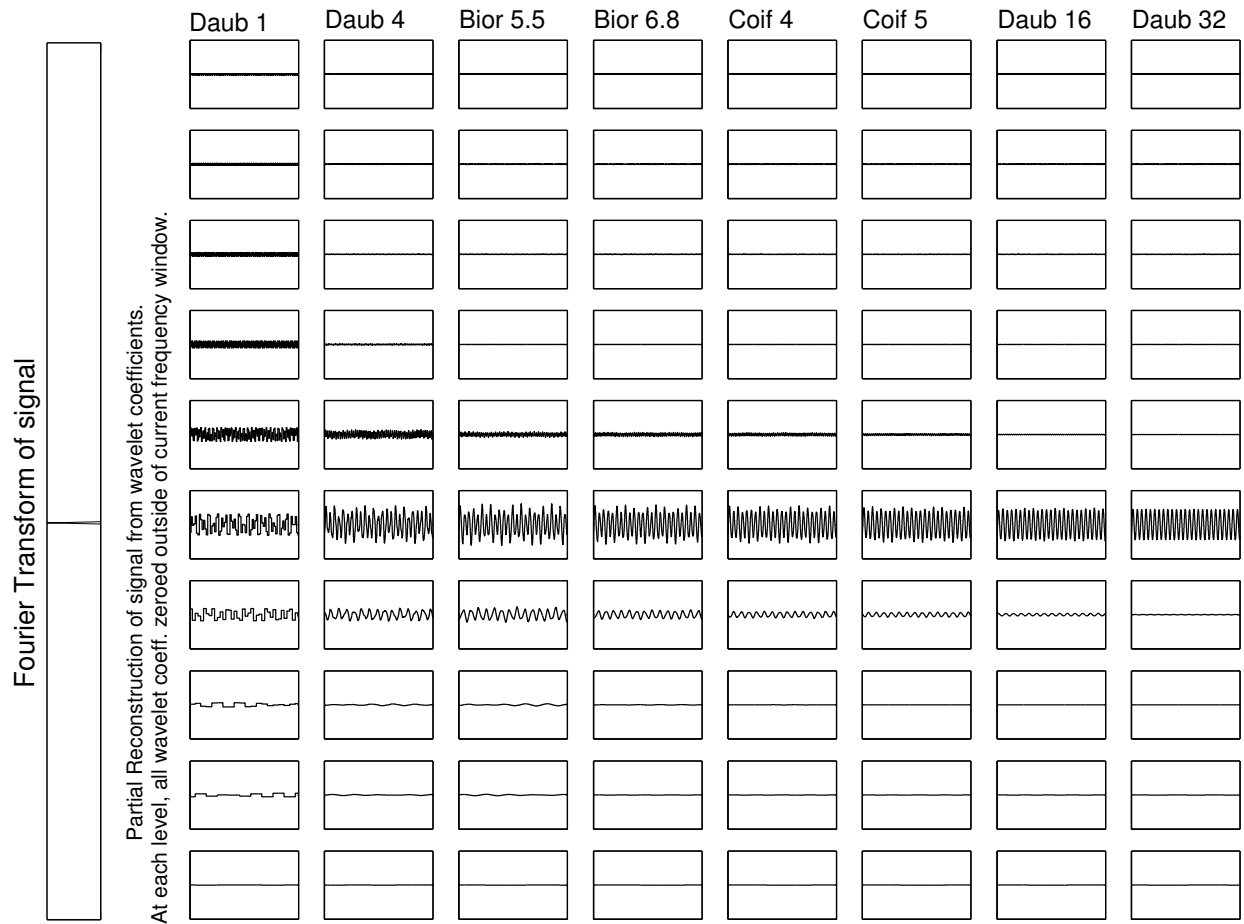 Daub 1 Daub 4 Bior 5.5 Bior 6.8 Coif 4 Coif 5 Daub 16 Daub 32
Fourier Transform of signal
Partial Reconstruction of signal from wavelet coefficients.
At each level, all wavelet coeff. zeroed outside of current frequency window.